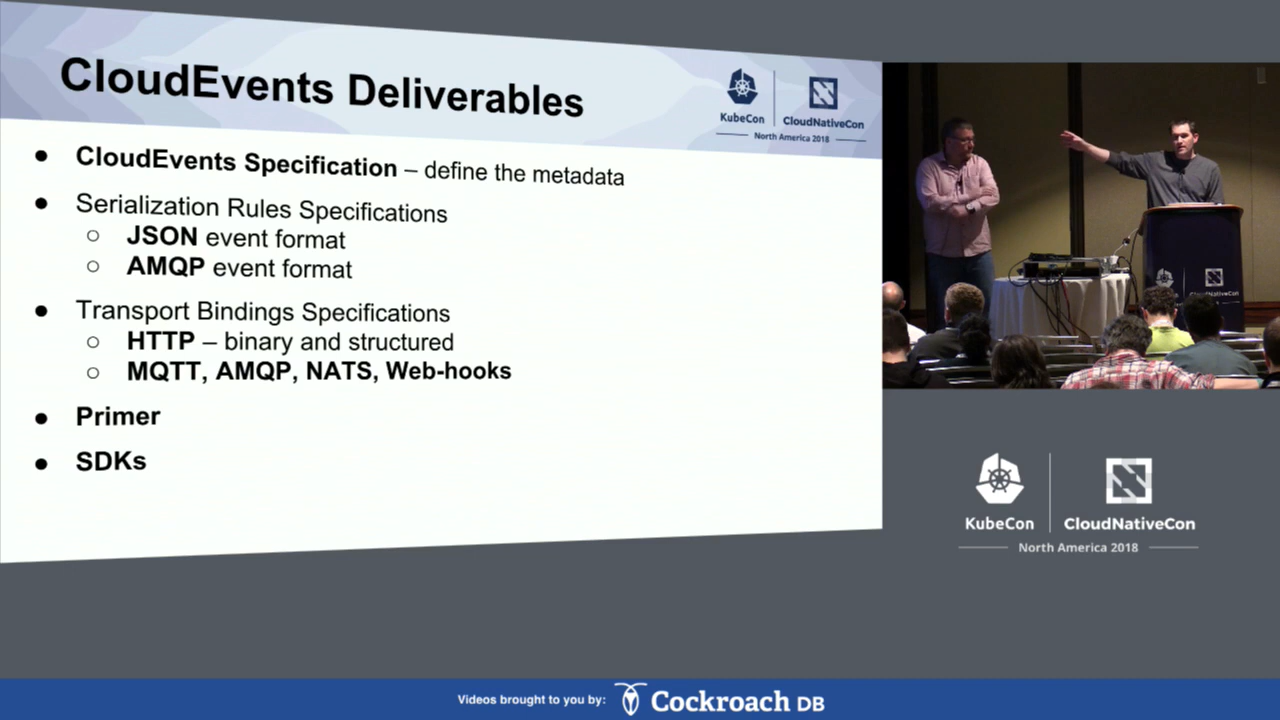 CloudEvents Deliverables
KubeCon
CloudNativeCon
North America 2018
● CloudEvents Specification – define the metadata
● Serialization Rules Specifications
○ JSON event format
○ AMQP event format
● Transport Bindings Specifications
○ HTTP – binary and structured
○ MQTT, AMQP, NATS, Web-hooks
● Primer
● SDKs
KubeCon
CloudNativeCon
North America 2018
Videos brought to you by: Cockroach DB